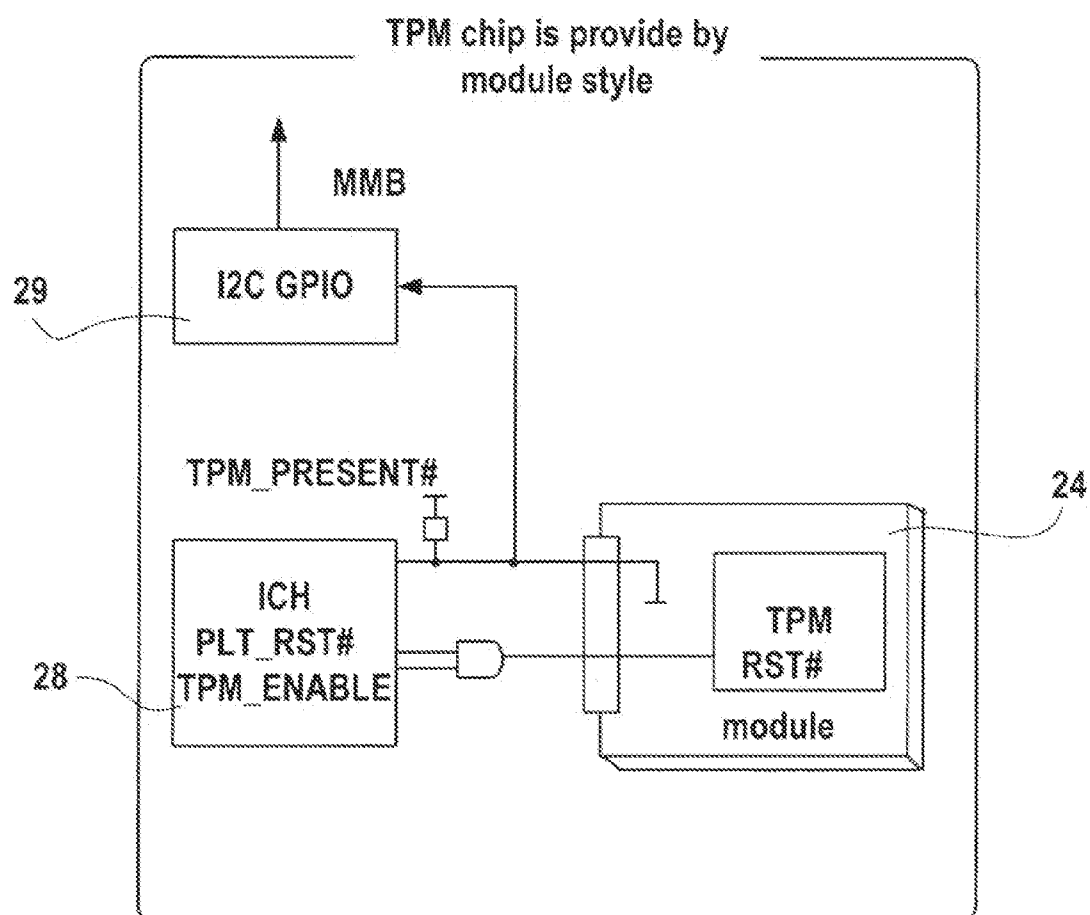 TPM chip is provide by
module style
MMB
I2C GPIO
29
TPM_PRESENT#
24
ICH
PLT_RST#
TPM_ENABLE
28
TPM
RST#
module